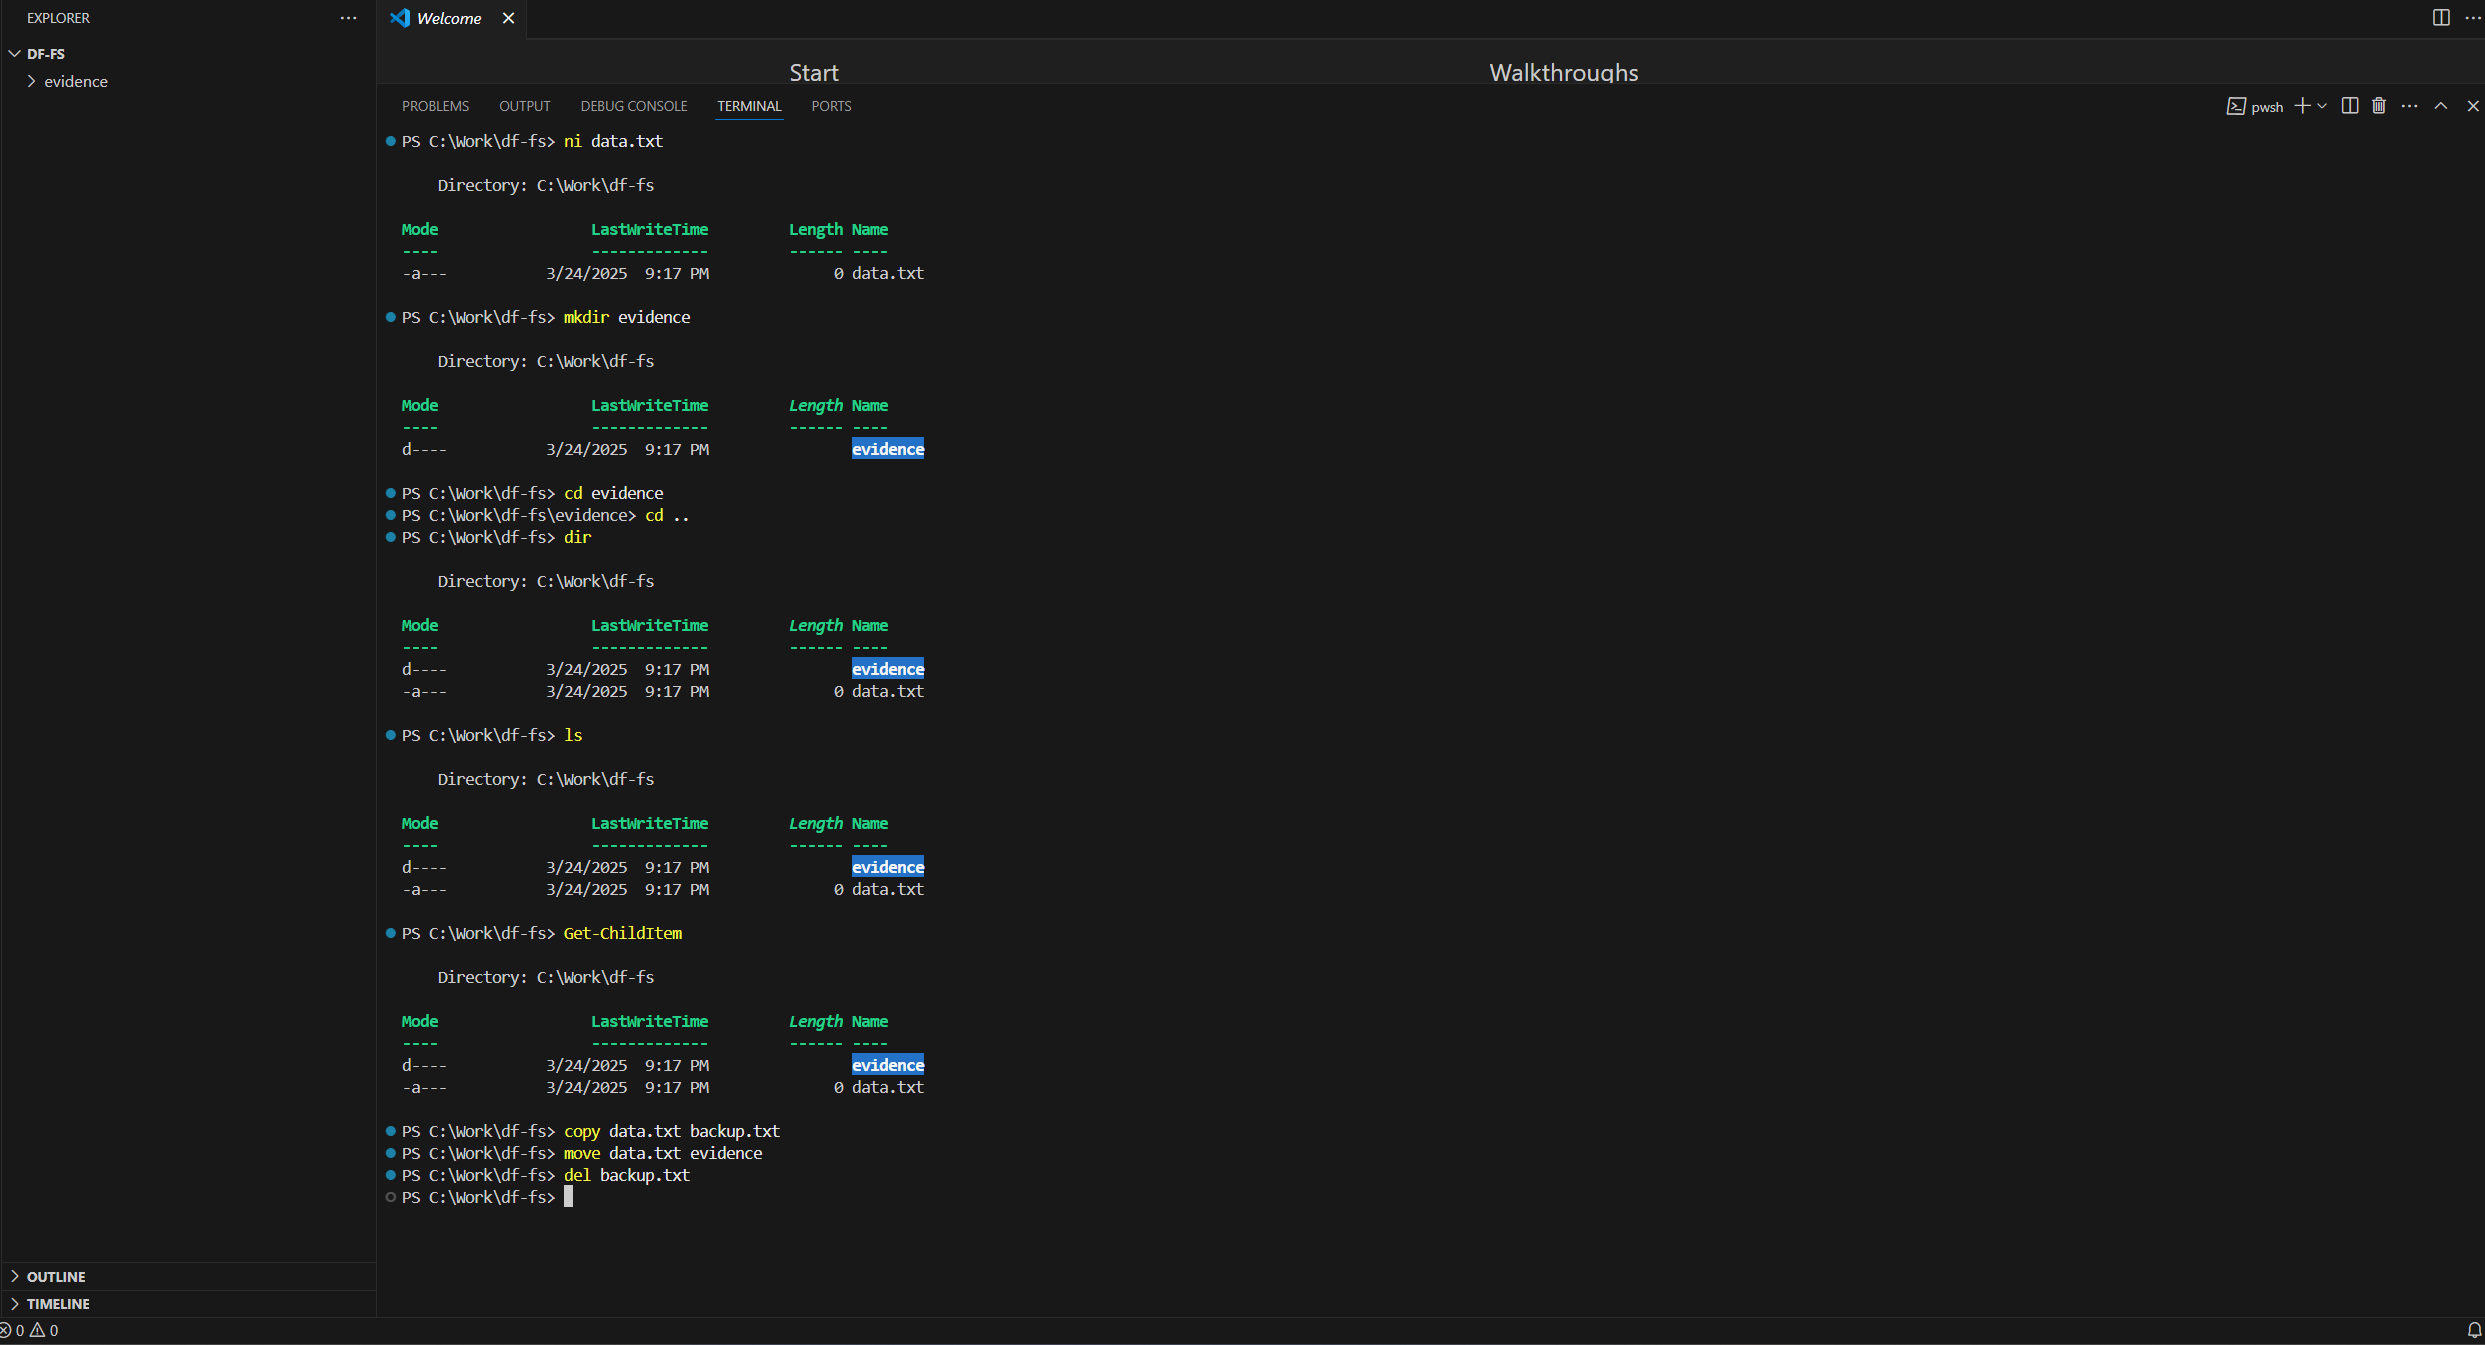 EXPLORER
DF-FS
evidence
OUTLINE
TIMELINE
Welcome
Start
Walkthroughs
PROBLEMS OUTPUT DEBUG CONSOLE TERMINAL PORTS
pwsh
PS C:\Work\df-fs> ni data.txt
Directory: C:\Work\df-fs
Mode LastWriteTime Length Name
---- ------------- ------ ----
-a--- 3/24/2025 9:17 PM 0 data.txt
PS C:\Work\df-fs> mkdir evidence
Directory: C:\Work\df-fs
Mode LastWriteTime Length Name
---- ------------- ------ ----
d---- 3/24/2025 9:17 PM evidence
PS C:\Work\df-fs> cd evidence
PS C:\Work\df-fs\evidence> cd ..
PS C:\Work\df-fs> dir
Directory: C:\Work\df-fs
Mode LastWriteTime Length Name
---- ------------- ------ ----
d---- 3/24/2025 9:17 PM evidence
-a--- 3/24/2025 9:17 PM 0 data.txt
PS C:\Work\df-fs> ls
Directory: C:\Work\df-fs
Mode LastWriteTime Length Name
---- ------------- ------ ----
d---- 3/24/2025 9:17 PM evidence
-a--- 3/24/2025 9:17 PM 0 data.txt
PS C:\Work\df-fs> Get-ChildItem
Directory: C:\Work\df-fs
Mode LastWriteTime Length Name
---- ------------- ------ ----
d---- 3/24/2025 9:17 PM evidence
-a--- 3/24/2025 9:17 PM 0 data.txt
PS C:\Work\df-fs> copy data.txt backup.txt
PS C:\Work\df-fs> move data.txt evidence
PS C:\Work\df-fs> del backup.txt
PS C:\Work\df-fs>
0 0